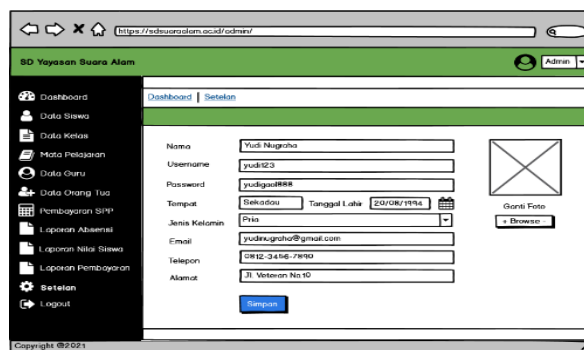 https://sdsuaraalam.ac.id/admin/
SD Yayasan Suara Alam
Admin
Dashboard
Data Siswa
Data Kelas
Mata Pelajaran
Data Guru
Data Orang Tua
Pembayaran SPP
Laporan Absensi
Laporan Nilai Siswa
Laporan Pembayaran
Setelan
Logout
Dashboard | Setelan
Nama Yudi Nugraha
Username yudi123
Password yudigaol888
Tempat Sekadau Tanggal Lahir 20/08/1994
Jenis Kelamin Pria
Email yudinugraha@gmail.com
Telepon 0812-3456-7890
Alamat Jl. Veteran No.10
Simpan
Ganti Foto
+ Browse -
Copyright @2021